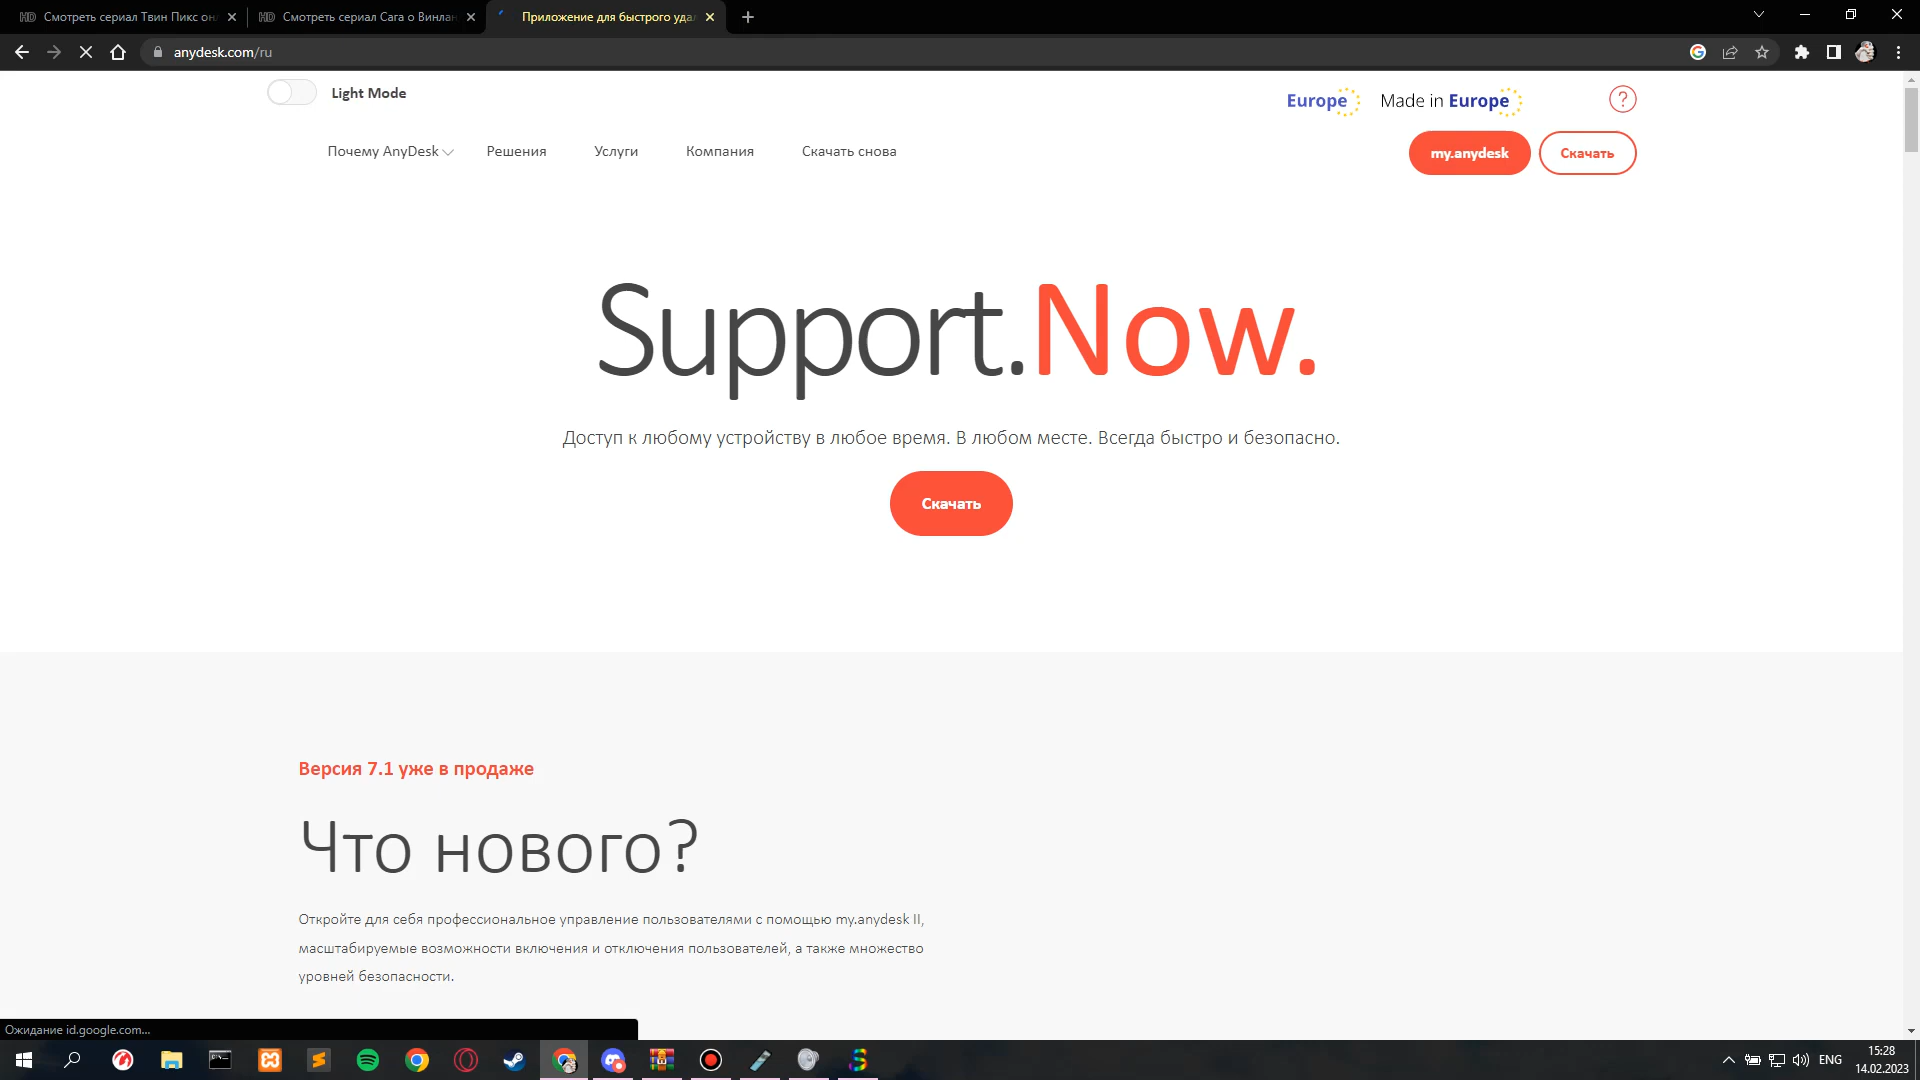 HD Смотреть сериал Твин Пикс он
HD Смотреть сериал Сага о Винлан
Приложение для быстрого уда
anydesk.com/ru
Light Mode
Europe
Made in Europe
?
Почему AnyDesk
Решения
Услуги
Компания
Скачать снова
my.anydesk
Скачать
Support.Now.
Доступ к любому устройству в любое время. В любом месте. Всегда быстро и безопасно.
Скачать
Версия 7.1 уже в продаже
Что нового?
Откройте для себя профессиональное управление пользователями с помощью my.anydesk II,
масштабируемые возможности включения и отключения пользователей, а также множество
уровней безопасности.
Ожидание id.google.com...
ENG
15:28
14.02.2023